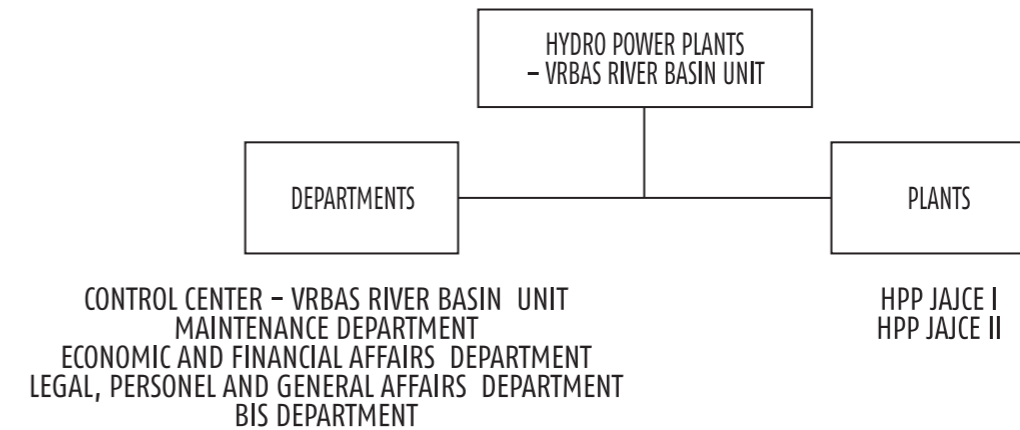 HYDRO POWER PLANTS
– VRBAS RIVER BASIN UNIT
DEPARTMENTS
PLANTS
CONTROL CENTER – VRBAS RIVER BASIN UNIT
MAINTENANCE DEPARTMENT
ECONOMIC AND FINANCIAL AFFAIRS DEPARTMENT
LEGAL, PERSONEL AND GENERAL AFFAIRS DEPARTMENT
BIS DEPARTMENT
HPP JAJCE I
HPP JAJCE II